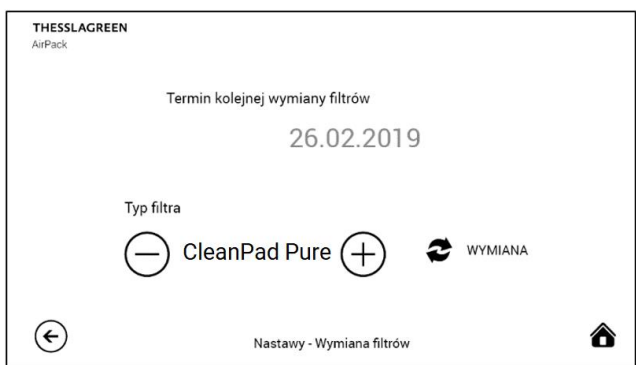 THESSLAGREEN
AirPack
Termin kolejnej wymiany filtrów
26.02.2019
Typ filtra
CleanPad Pure
WYMIANA
Nastawy - Wymiana filtrów